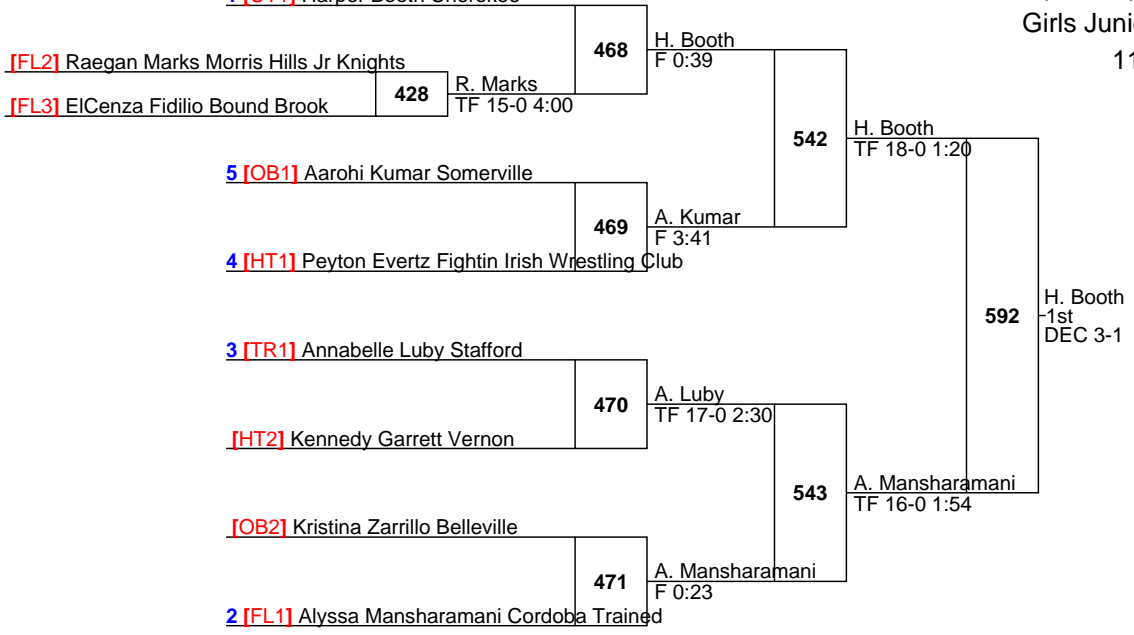 Harper Booth Cherokee
Girls Junio
11
468
H. Booth
F 0:39
[FL2] Raegan Marks Morris Hills Jr Knights
428
R. Marks
TF 15-0 4:00
[FL3] ElCenza Fidilio Bound Brook
542
H. Booth
TF 18-0 1:20
5 [OB1] Aarohi Kumar Somerville
469
A. Kumar
F 3:41
4 [HT1] Peyton Evertz Fightin Irish Wrestling Club
592
H. Booth
1st
DEC 3-1
3 [TR1] Annabelle Luby Stafford
470
A. Luby
TF 17-0 2:30
[HT2] Kennedy Garrett Vernon
543
A. Mansharamani
TF 16-0 1:54
[OB2] Kristina Zarrillo Belleville
471
A. Mansharamani
F 0:23
2 [FL1] Alyssa Mansharamani Cordoba Trained